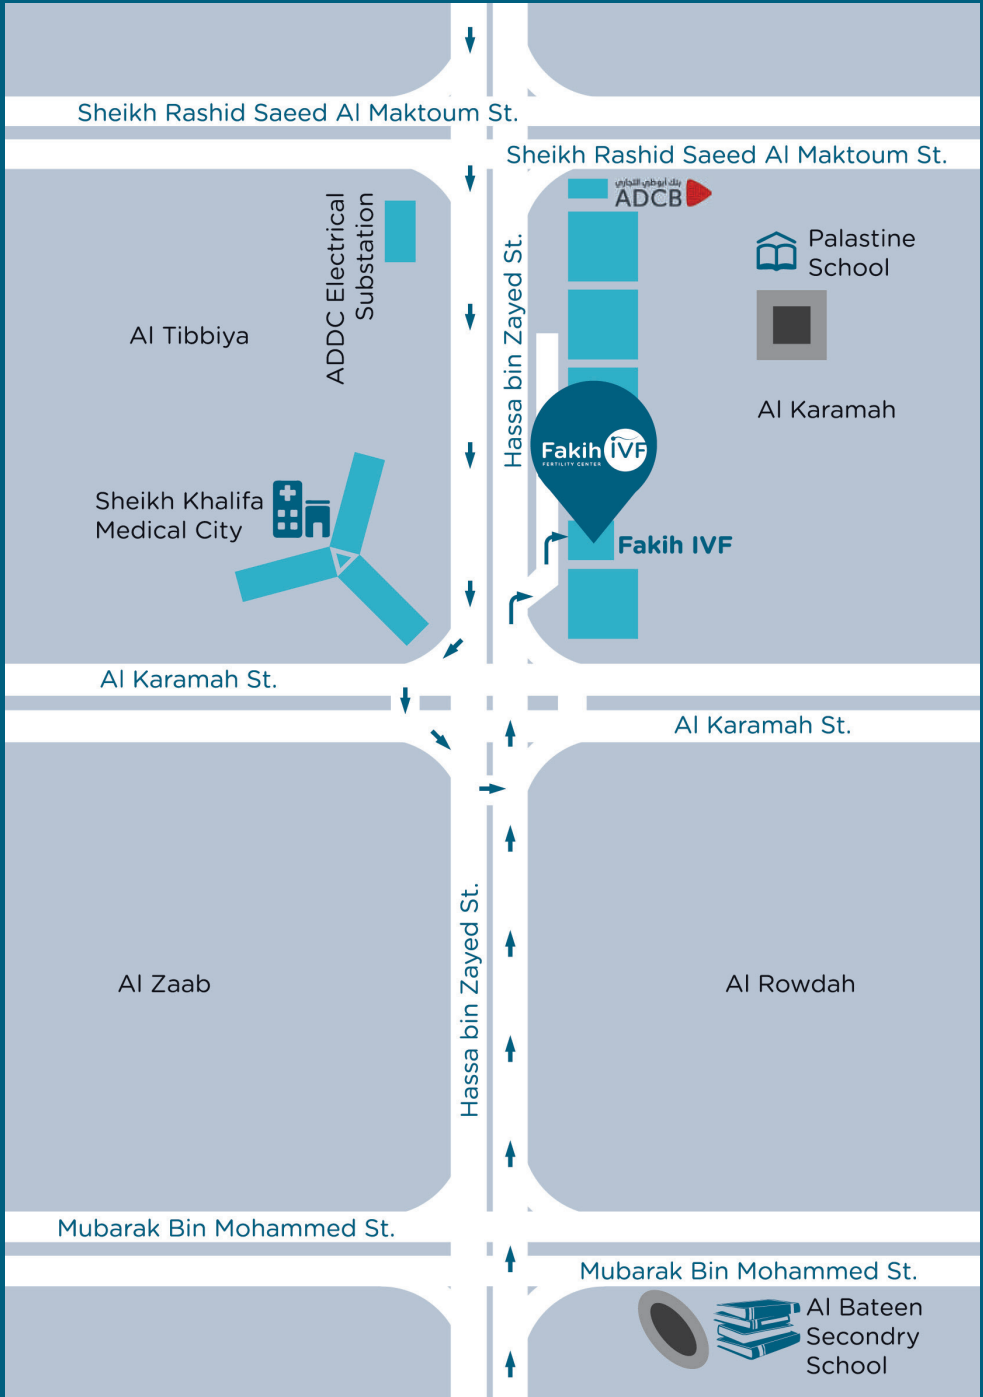 Sheikh Rashid Saeed Al Maktoum St.
Sheikh Rashid Saeed Al Maktoum St.
بنك أبوظبي التجاري
ADCB
ADDC Electrical
Substation
Hassa bin Zayed St.
Palastine
School
Al Tibbiya
Al Karamah
Fakih IVF
FERTILITY CENTER
Sheikh Khalifa
Medical City
Fakih IVF
Al Karamah St.
Al Karamah St.
Hassa bin Zayed St.
Al Zaab
Al Rowdah
Mubarak Bin Mohammed St.
Mubarak Bin Mohammed St.
Al Bateen
Secondry
School